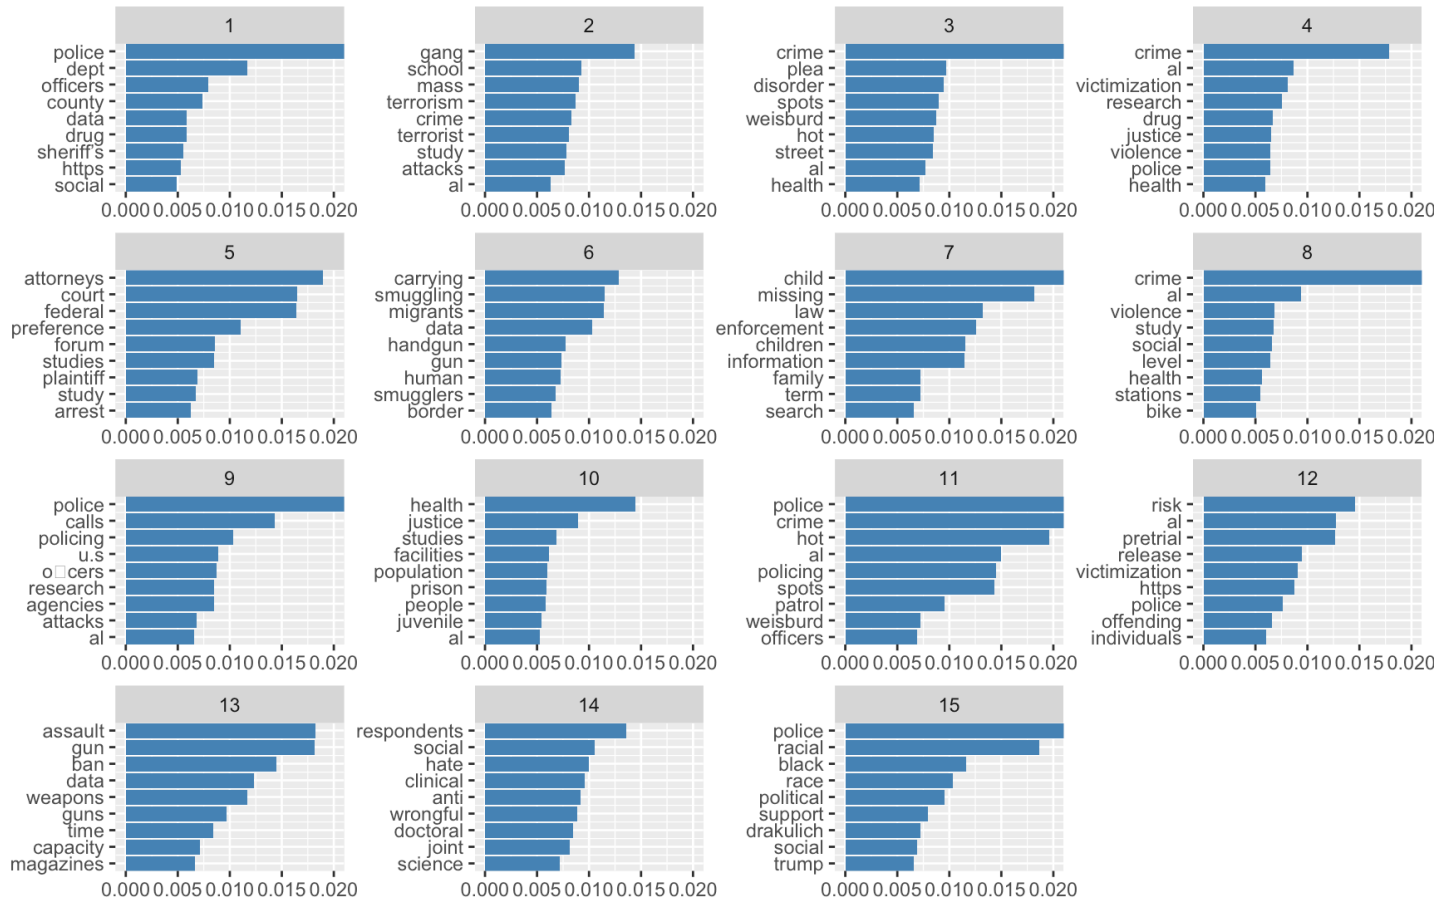 1
police
dept
officers
county
data
drug
sheriff's
https
social
0.000 0.005 0.010 0.015 0.020
2
gang
school
mass
terrorism
crime
terrorist
study
attacks
al
0.000 0.005 0.010 0.015 0.020
3
crime
plea
disorder
spots
weisburd
hot
street
al
health
0.000 0.005 0.010 0.015 0.020
4
crime
al
victimization
research
drug
justice
violence
police
health
0.000 0.005 0.010 0.015 0.020
5
attorneys
court
federal
preference
forum
studies
plaintiff
study
arrest
0.000 0.005 0.010 0.015 0.020
6
carrying
smuggling
migrants
data
handgun
gun
human
smugglers
border
0.000 0.005 0.010 0.015 0.020
7
child
missing
law
enforcement
children
information
family
term
search
0.000 0.005 0.010 0.015 0.020
8
crime
al
violence
study
social
level
health
stations
bike
0.000 0.005 0.010 0.015 0.020
9
police
calls
policing
u.s
o□cers
research
agencies
attacks
al
0.000 0.005 0.010 0.015 0.020
10
health
justice
studies
facilities
population
prison
people
juvenile
al
0.000 0.005 0.010 0.015 0.020
11
police
crime
hot
al
policing
spots
patrol
weisburd
officers
0.000 0.005 0.010 0.015 0.020
12
risk
al
pretrial
release
victimization
https
police
offending
individuals
0.000 0.005 0.010 0.015 0.020
13
assault
gun
ban
data
weapons
guns
time
capacity
magazines
0.000 0.005 0.010 0.015 0.020
14
respondents
social
hate
clinical
anti
wrongful
doctoral
joint
science
0.000 0.005 0.010 0.015 0.020
15
police
racial
black
race
political
support
drakulich
social
trump
0.000 0.005 0.010 0.015 0.020